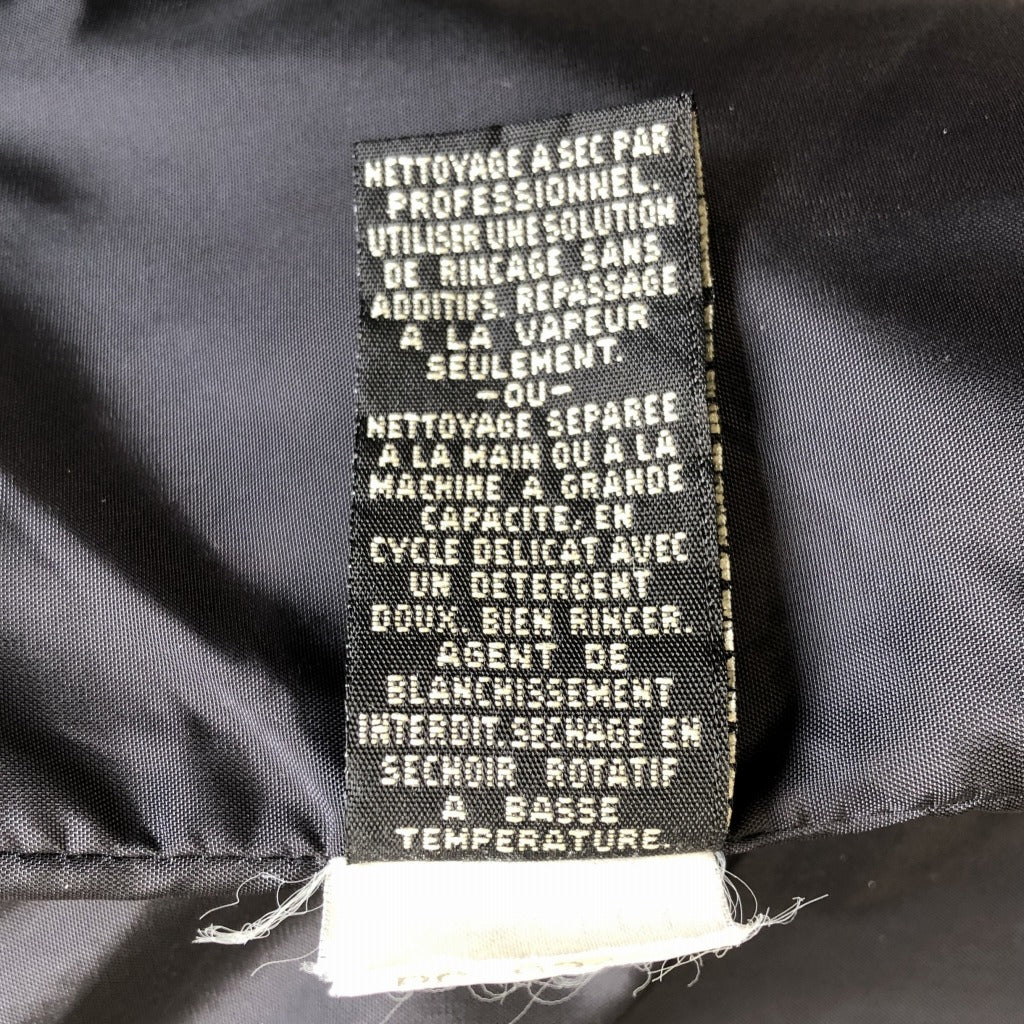 NETTOYAGE A SEC PAR
PROFESSIONNEL.
UTILISER UNE SOLUTION
DE RINCAGE SANS
ADDITIFS. REPASSAGE
A LA VAPEUR
SEULEMENT.
-OU-
NETTOYAGE SEPAREE
A LA MAIN OU A LA
MACHINE A GRANDE
CAPACITE, EN
CYCLE DELICAT AVEC
UN DETERGENT
DOUX. BIEN RINCER.
AGENT DE
BLANCHISSEMENT
INTERDIT. SECHAGE EN
SECHOIR ROTATIF
A BASSE
TEMPERATURE.